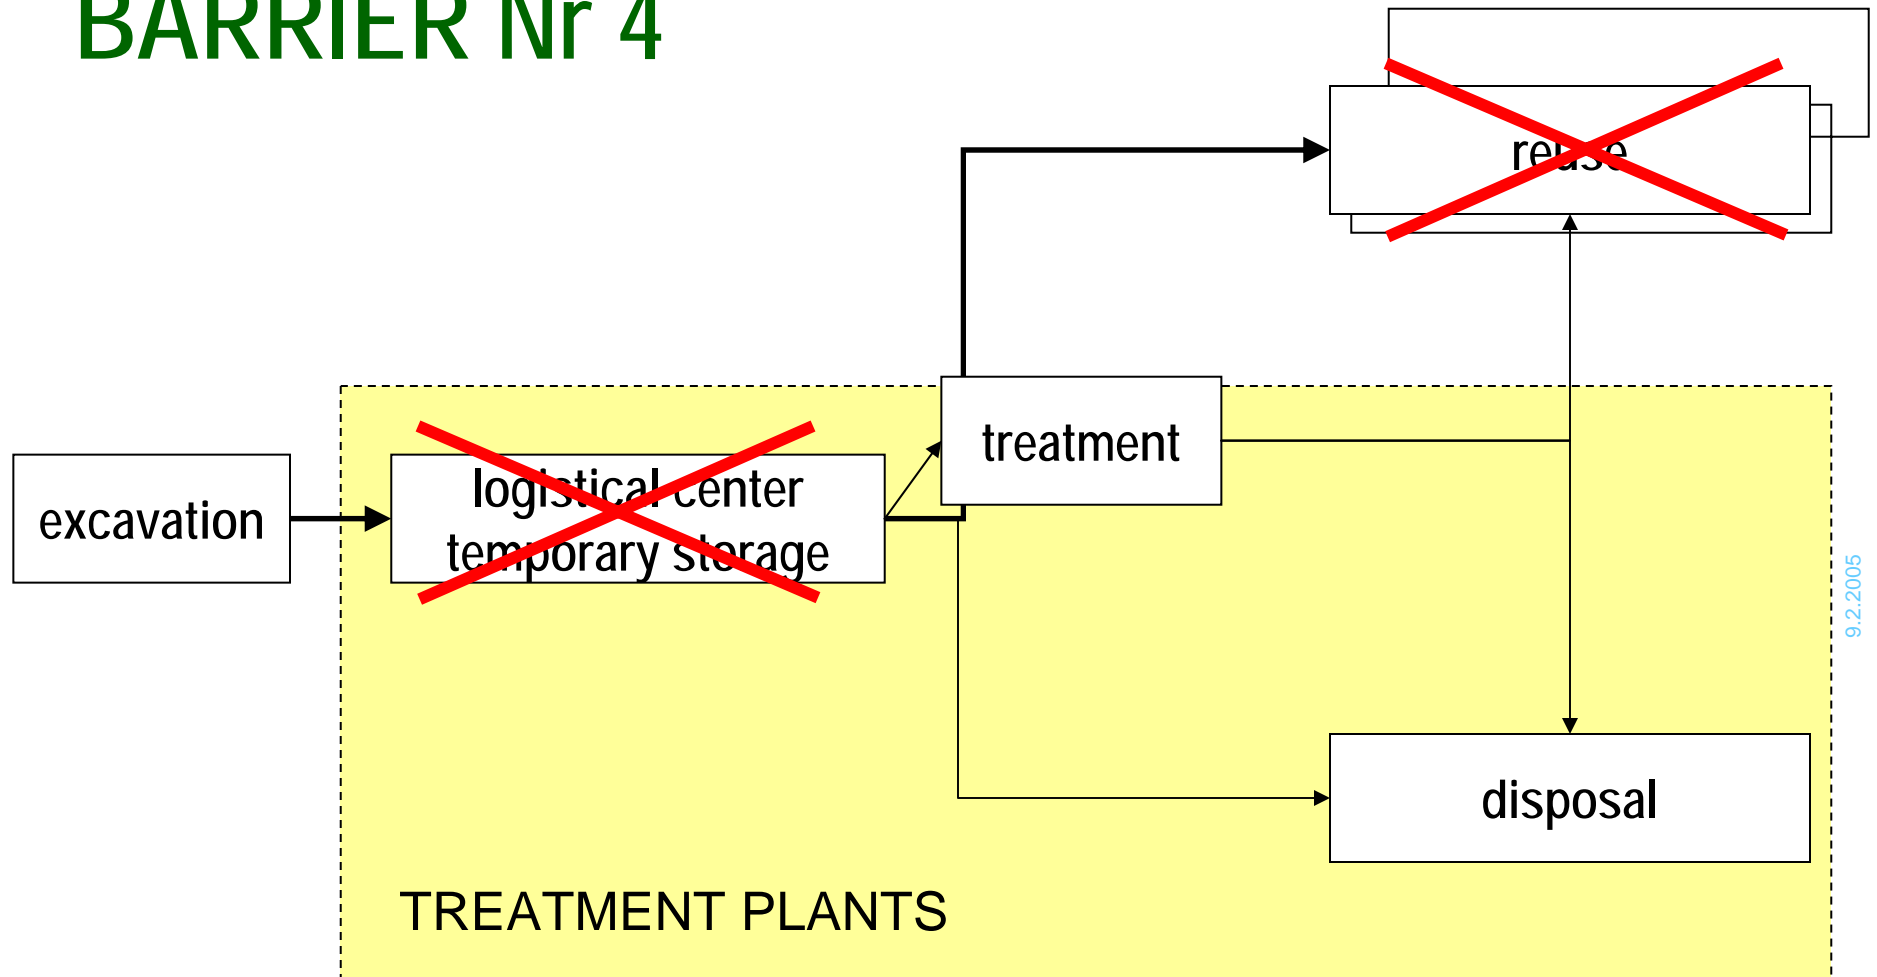 BARRIER Nr 4
reuse
treatment
logistical center
temporary storage
excavation
9.2.2005
disposal
TREATMENT PLANTS